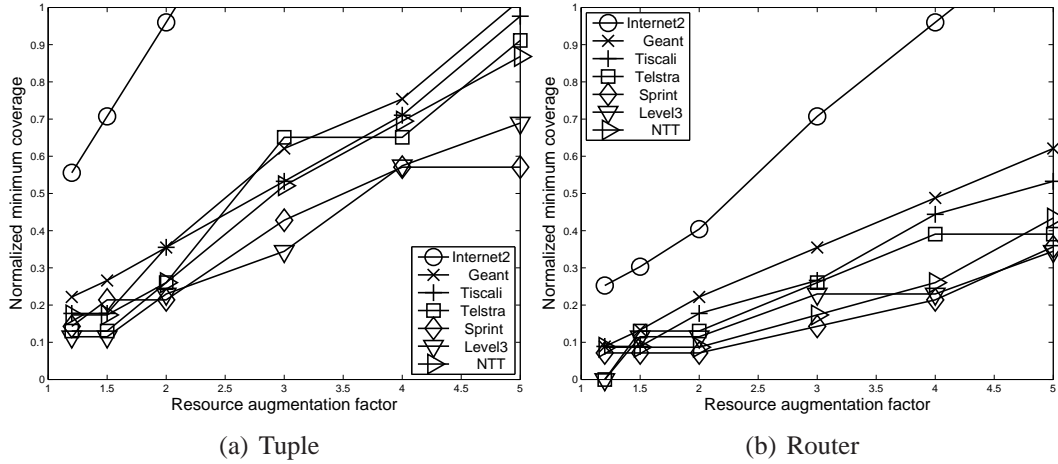 1
0.9
0.8
0.7
0.6
0.5
0.4
0.3
0.2
0.1
0
Normalized minimum coverage
1 1.5 2 2.5 3 3.5 4 4.5 5
Resource augmentation factor
Internet2
Geant
Tiscali
Telstra
Sprint
Level3
NTT
(a) Tuple
1
0.9
0.8
0.7
0.6
0.5
0.4
0.3
0.2
0.1
0
Normalized minimum coverage
1 1.5 2 2.5 3 3.5 4 4.5 5
Resource augmentation factor
Internet2
Geant
Tiscali
Telstra
Sprint
Level3
NTT
(b) Router